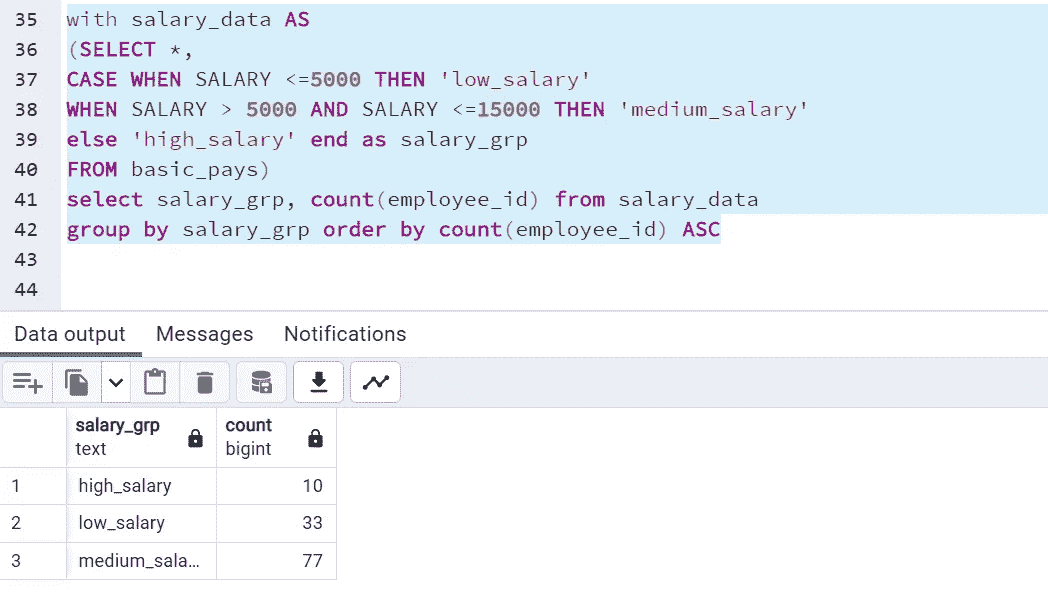 35 with salary_data AS
36 (SELECT *,
37 CASE WHEN SALARY <=5000 THEN 'low_salary'
38 WHEN SALARY > 5000 AND SALARY <=15000 THEN 'medium_salary'
39 else 'high_salary' end as salary_grp
40 FROM basic_pays)
41 select salary_grp, count(employee_id) from salary_data
42 group by salary_grp order by count(employee_id) ASC
43
44
Data output Messages Notifications
salary_grp count
text bigint
1 high_salary 10
2 low_salary 33
3 medium_sala... 77